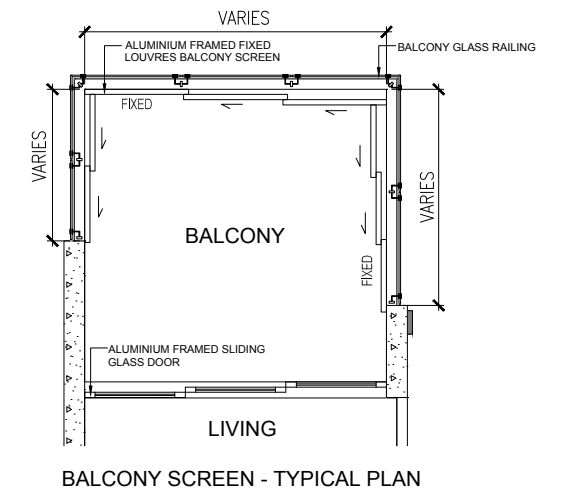 VARIES
ALUMINIUM FRAMED FIXED
LOUVRES BALCONY SCREEN
BALCONY GLASS RAILING
FIXED
VARIES
VARIES
BALCONY
FIXED
ALUMINIUM FRAMED SLIDING
GLASS DOOR
LIVING
BALCONY SCREEN - TYPICAL PLAN